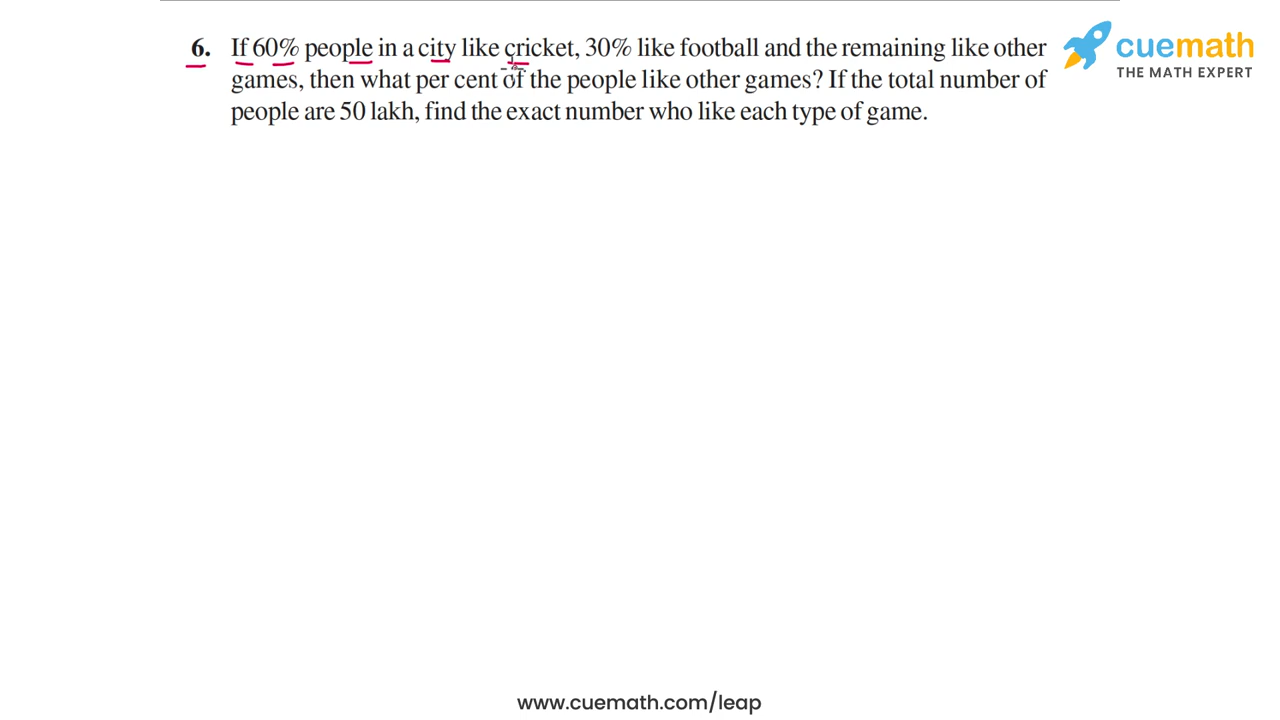 6. If 60% people in a city like cricket, 30% like football and the remaining like other
games, then what per cent of the people like other games? If the total number of
people are 50 lakh, find the exact number who like each type of game.
cuemath
THE MATH EXPERT
www.cuemath.com/leap